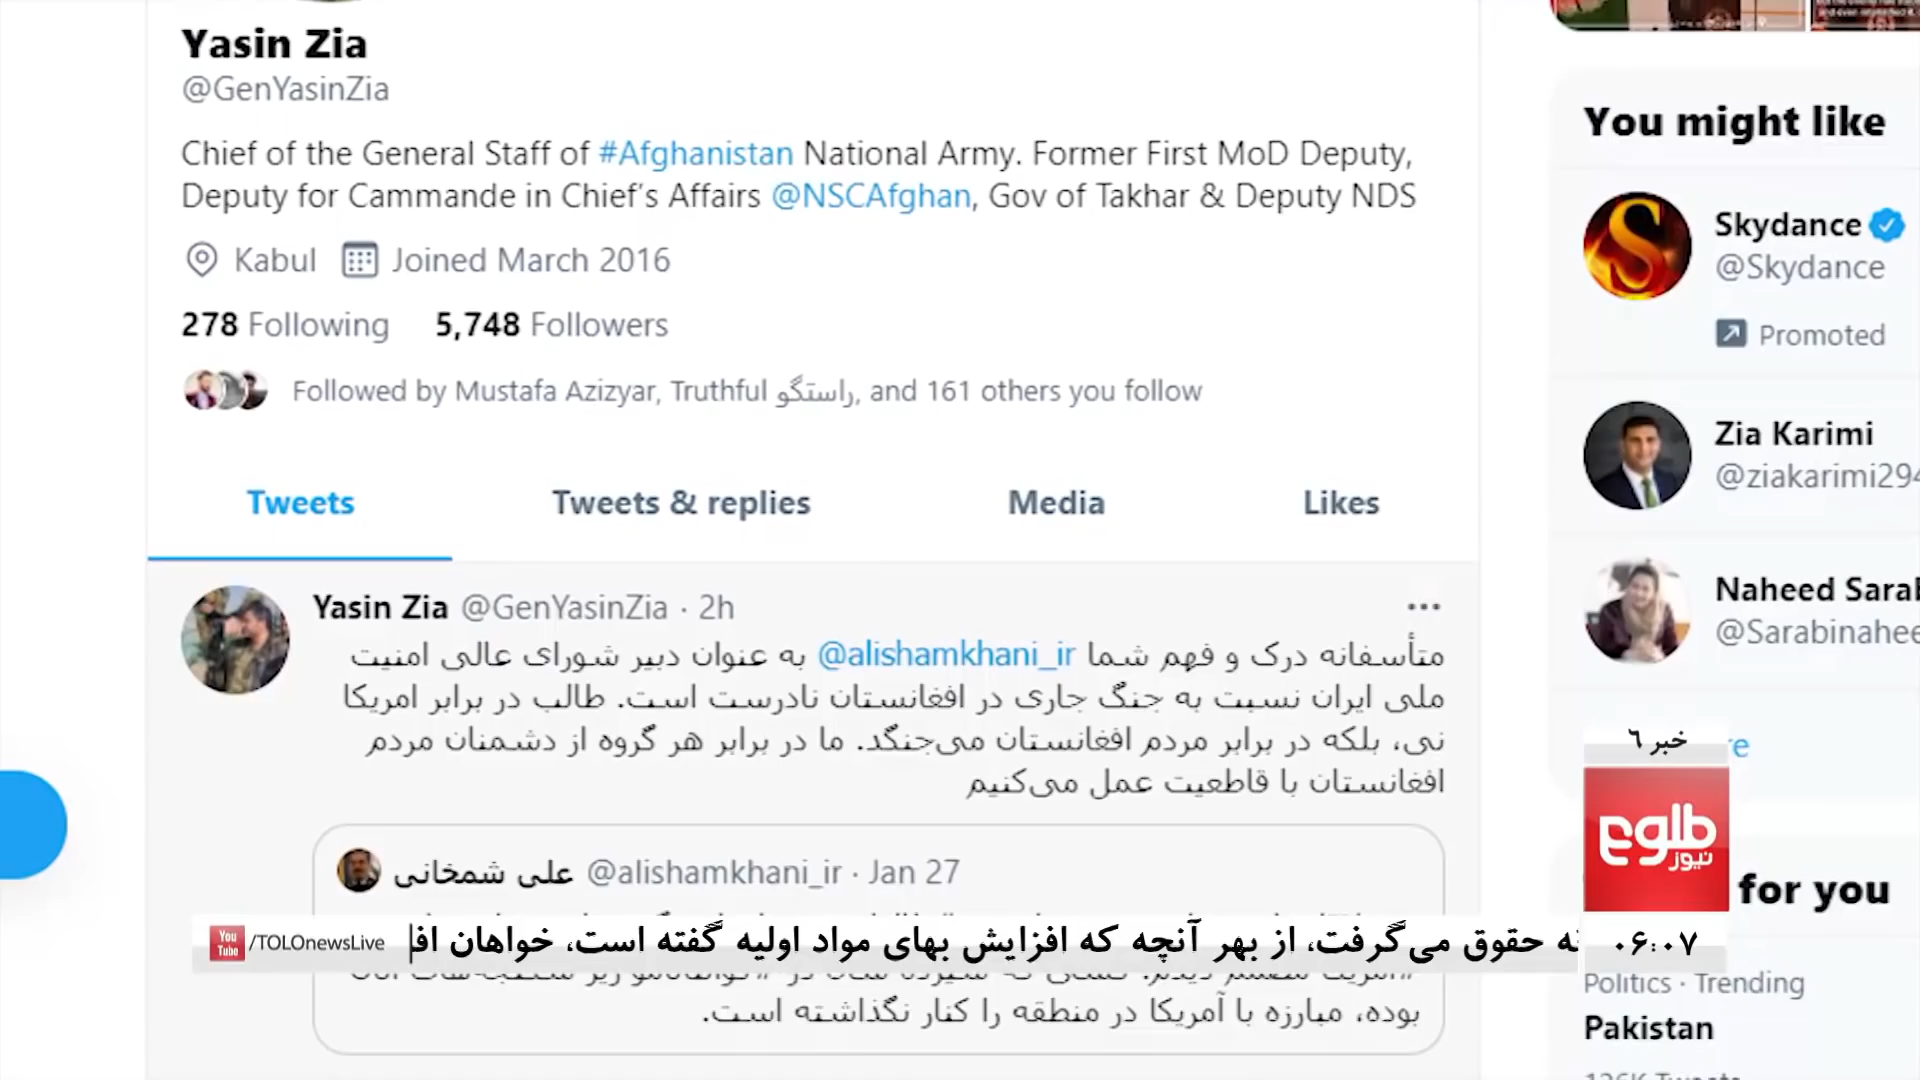 Yasin Zia
@GenYasinZia
Chief of the General Staff of #Afghanistan National Army. Former First MoD Deputy,
Deputy for Cammande in Chief's Affairs @NSCAfghan, Gov of Takhar & Deputy NDS
Kabul Joined March 2016
278 Following 5,748 Followers
Followed by Mustafa Azizyar, Truthful راستگو, and 161 others you follow
Tweets Tweets & replies Media Likes
Yasin Zia @GenYasinZia · 2h
متأسفانه درک و فهم شما @alishamkhani_ir به عنوان دبیر شورای عالی امنیت
ملی ایران نسبت به جنگ جاری در افغانستان نادرست است. طالب در برابر امریکا
نی، بلکه در برابر مردم افغانستان می‌جنگد. ما در برابر هر گروه از دشمنان مردم
افغانستان با قاطعیت عمل می‌کنیم
علی شمخانی @alishamkhani_ir · Jan 27
بوده، مبارزه با آمریکا در منطقه را کنار نگذاشته است.
You might like
Skydance
@Skydance
Promoted
Zia Karimi
@ziakarimi294
Naheed Sarab
@Sarabinahee
for you
Politics · Trending
Pakistan
خبر ٦
طلوع
نیوز
۰۶:۰۷
You
Tube
/TOLOnewsLive
ه حقوق می‌گرفت، از بهر آنچه که افزایش بهای مواد اولیه گفته است، خواهان اف